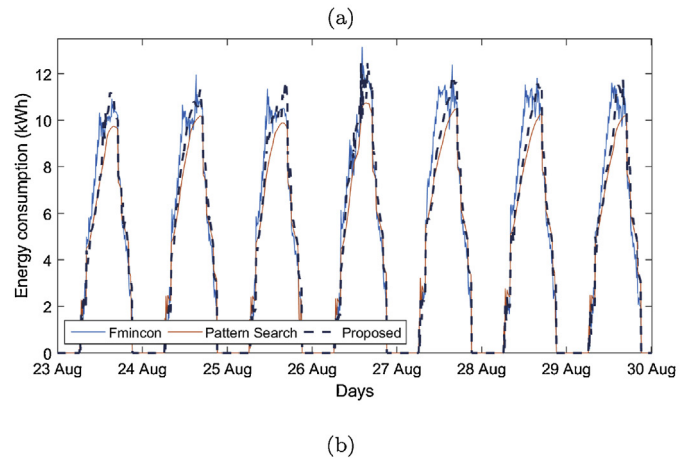 (a)
12
10
8
6
4
2
0
Energy consumption (kWh)
Fmincon Pattern Search Proposed
23 Aug 24 Aug 25 Aug 26 Aug 27 Aug 28 Aug 29 Aug 30 Aug
Days
(b)